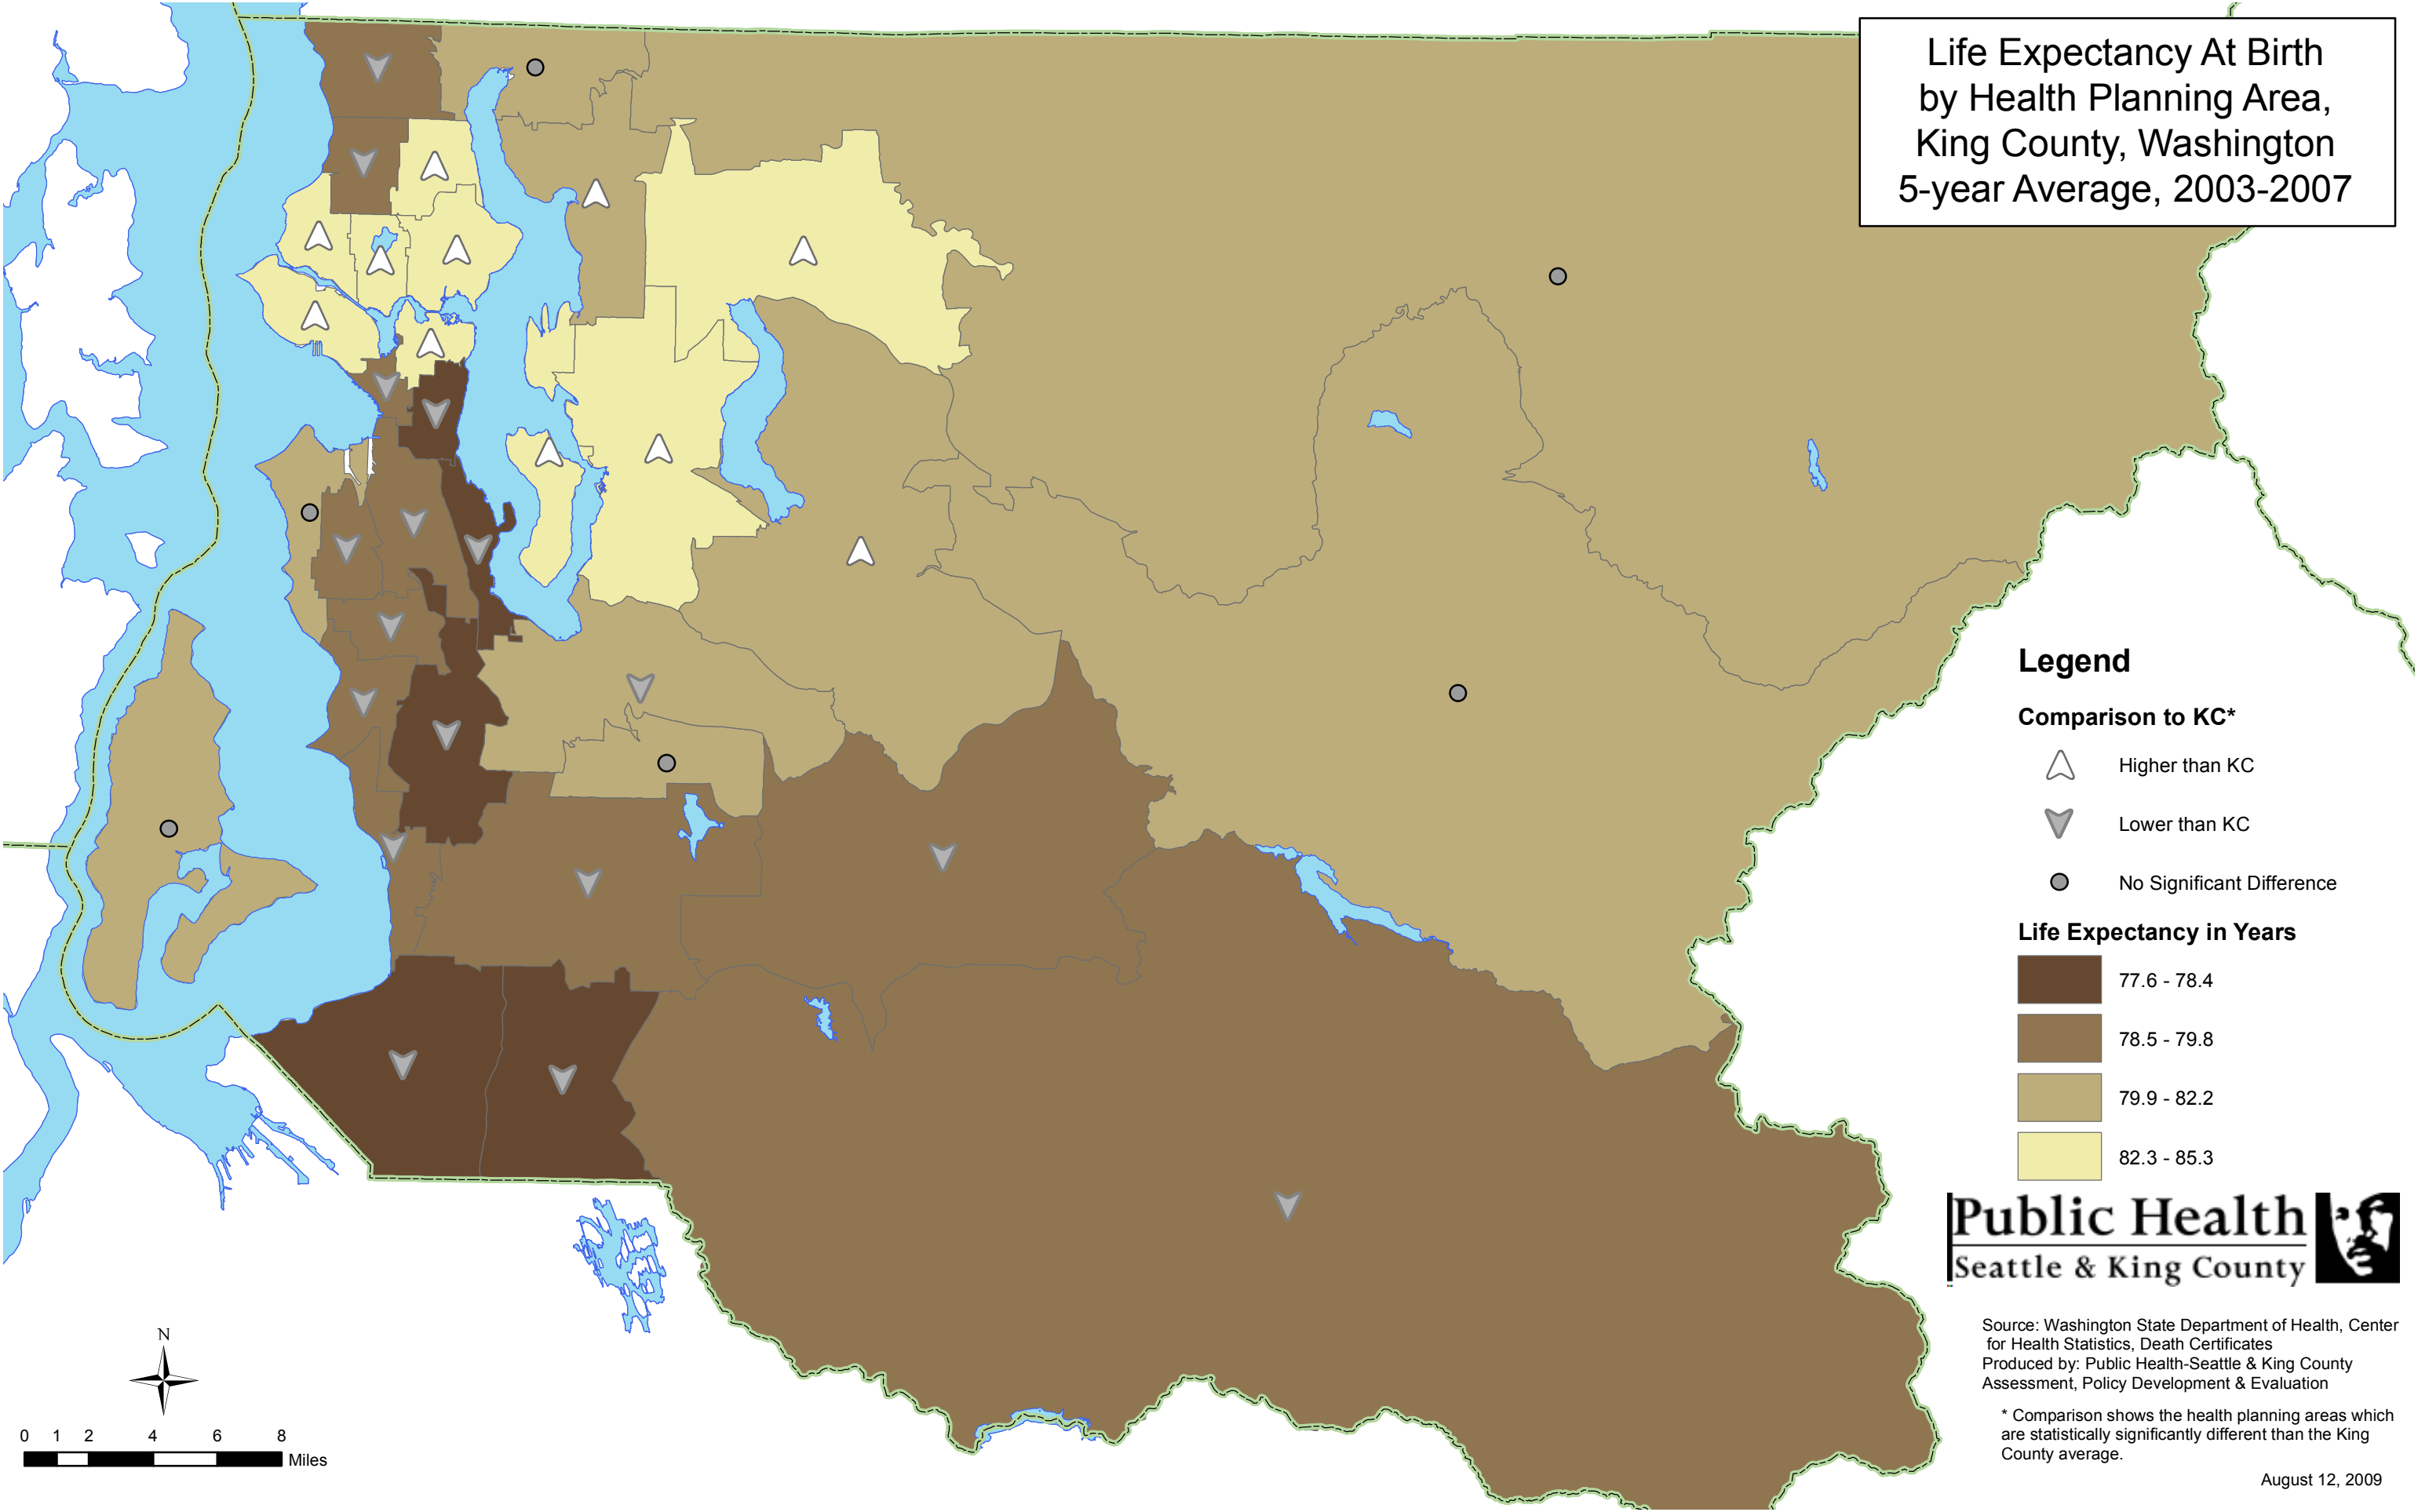 Life Expectancy At Birth
by Health Planning Area,
King County, Washington
5-year Average, 2003-2007
Legend
Comparison to KC*
Higher than KC
Lower than KC
No Significant Difference
Life Expectancy in Years
77.6 - 78.4
78.5 - 79.8
79.9 - 82.2
82.3 - 85.3
Public Health
Seattle & King County
Source: Washington State Department of Health, Center
for Health Statistics, Death Certificates
Produced by: Public Health-Seattle & King County
Assessment, Policy Development & Evaluation
* Comparison shows the health planning areas which
are statistically significantly different than the King
County average.
August 12, 2009
N
0 1 2 4 6 8
Miles